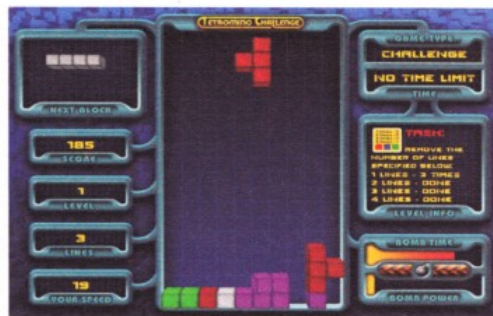 TETROMINO CHALLENGE
NEXT BLOCK
185
SCORE
1
LEVEL
3
LINES
19
YOUR SPEED
GAME TYPE
CHALLENGE
NO TIME LIMIT
TIME
TASK:
REMOVE THE
NUMBER OF LINES
SPECIFIED BELOW:
1 LINES - 3 TIMES
2 LINES - DONE
3 LINES - DONE
4 LINES - DONE
LEVEL INFO
BOMB TIME
BOMB POWER